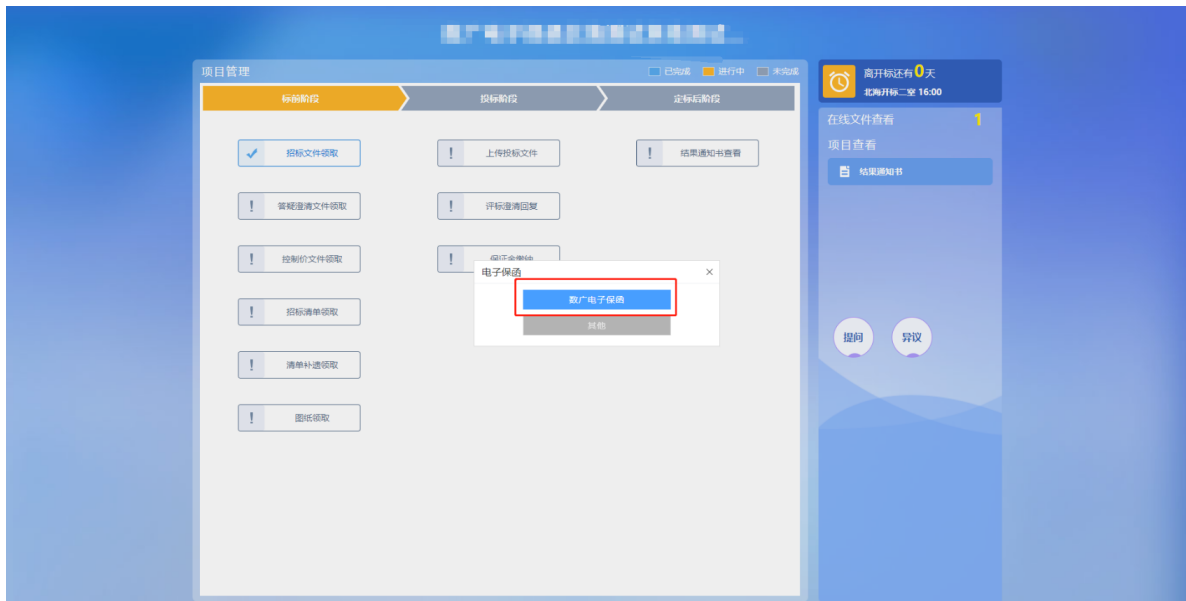 项目管理
已完成 进行中 未完成
标前阶段 投标阶段 定标后阶段
招标文件领取
答疑澄清文件领取
控制价文件领取
招标清单领取
清单补遗领取
图纸领取
上传投标文件
评标澄清回复
保证金缴纳
结果通知书查看
电子保函
数广电子保函
其他
离开标还有0天
北海开标二室 16:00
在线文件查看 1
项目查看
结果通知书
提问 异议